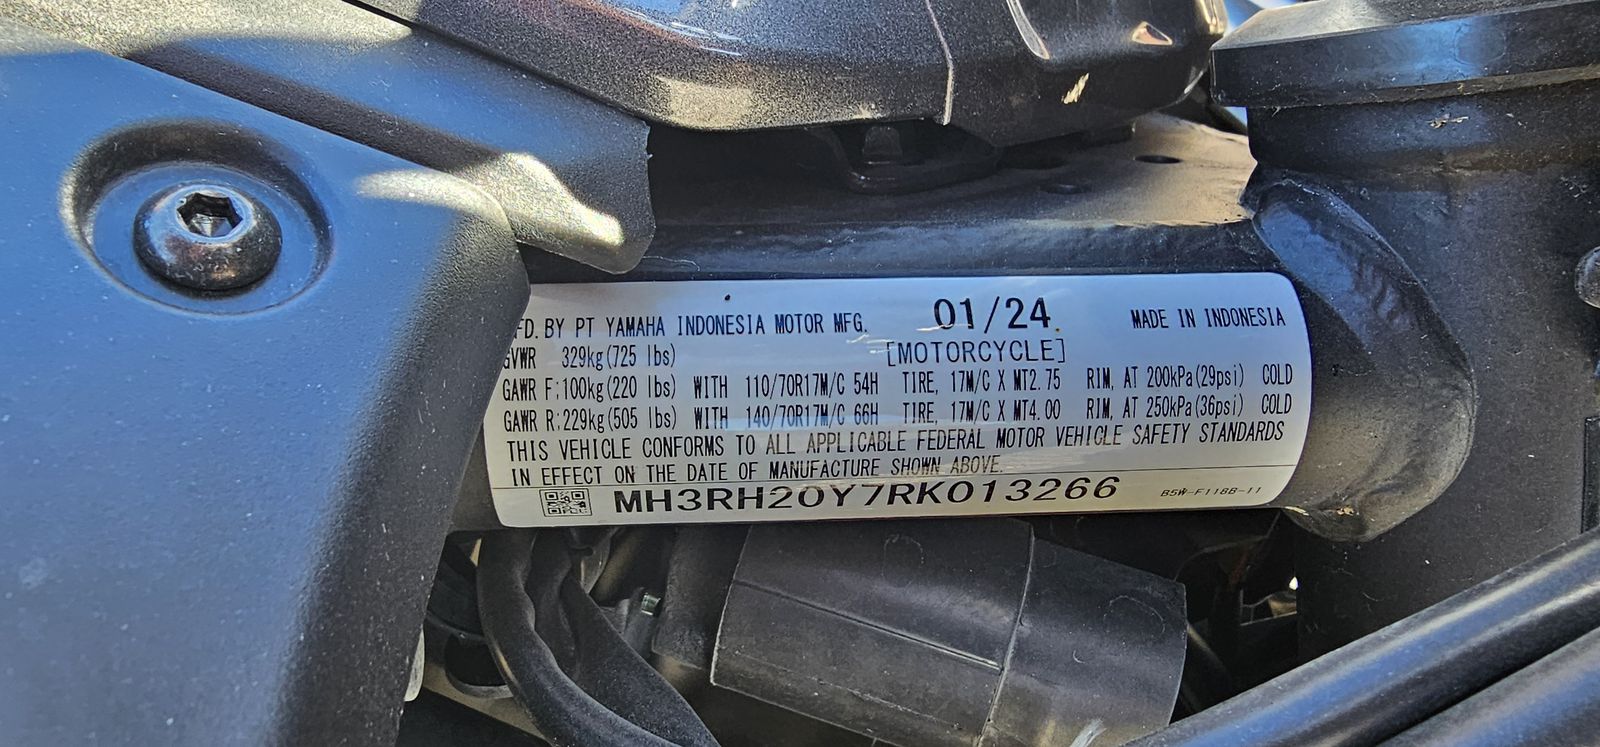 FD. BY PT YAMAHA INDONESIA MOTOR MFG. 01/24 MADE IN INDONESIA
GVWR 329kg(725 lbs) [MOTORCYCLE]
GAWR F:100kg(220 lbs) WITH 110/70R17M/C 54H TIRE, 17M/C X MT2.75 RIM, AT 200kPa(29psi) COLD
GAWR R:229kg(505 lbs) WITH 140/70R17M/C 66H TIRE, 17M/C X MT4.00 RIM, AT 250kPa(36psi) COLD
THIS VEHICLE CONFORMS TO ALL APPLICABLE FEDERAL MOTOR VEHICLE SAFETY STANDARDS
IN EFFECT ON THE DATE OF MANUFACTURE SHOWN ABOVE.
MH3RH20Y7RK013266 B5W-F118B-11